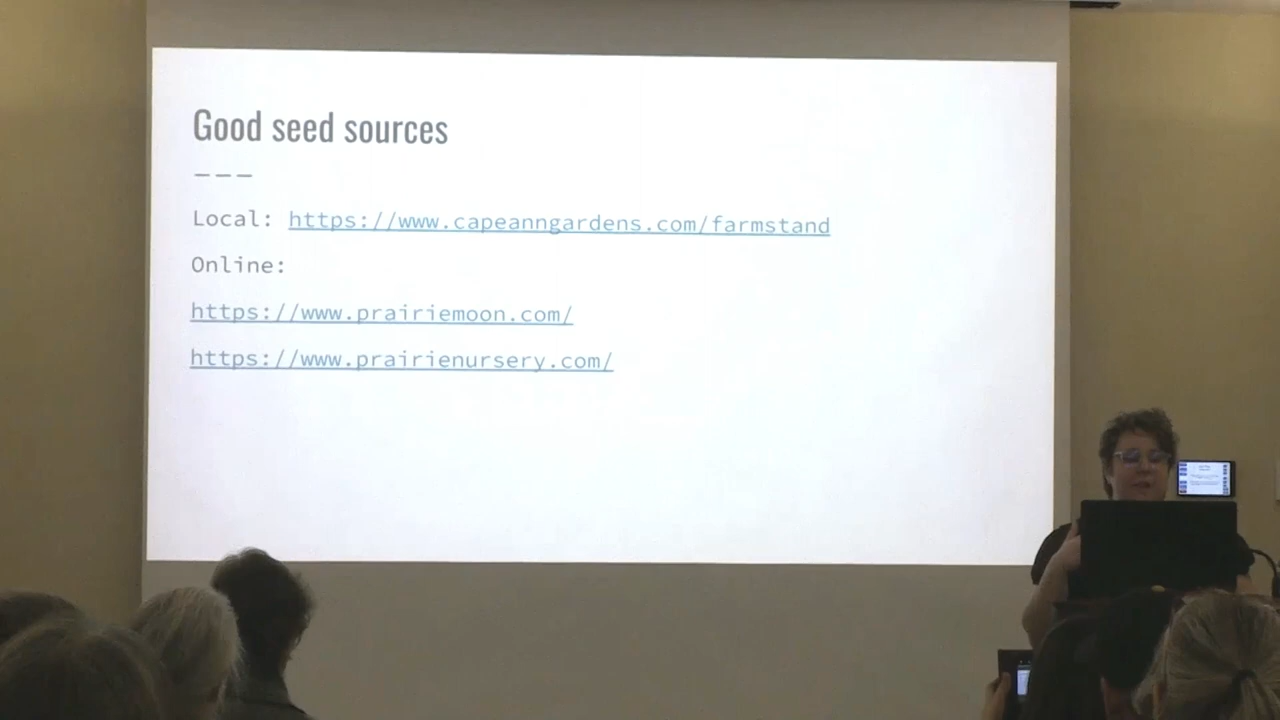 Good seed sources
---
Local: https://www.capeanngardens.com/farmstand
Online:
https://www.prairiemoon.com/
https://www.prairienursery.com/